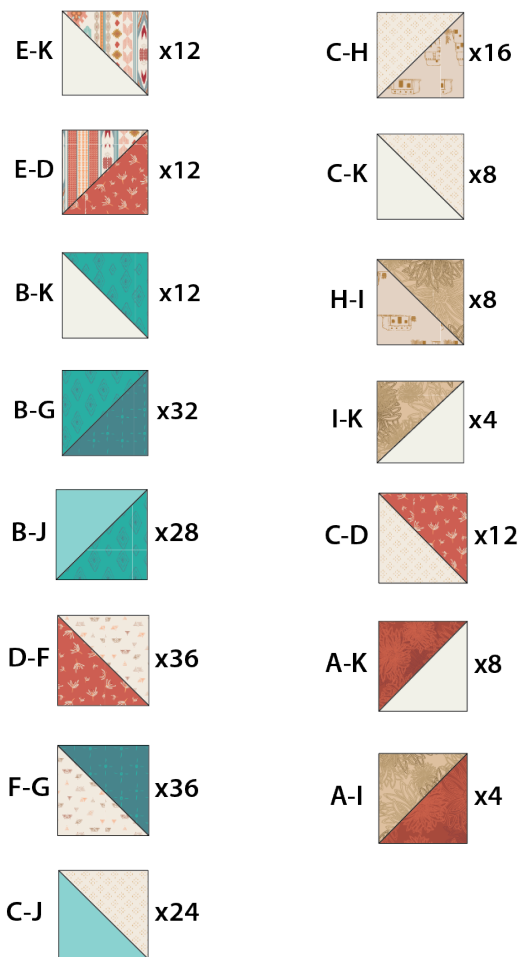 E-K x12
E-D x12
B-K x12
B-G x32
B-J x28
D-F x36
F-G x36
C-J x24
C-H x16
C-K x8
H-I x8
I-K x4
C-D x12
A-K x8
A-I x4